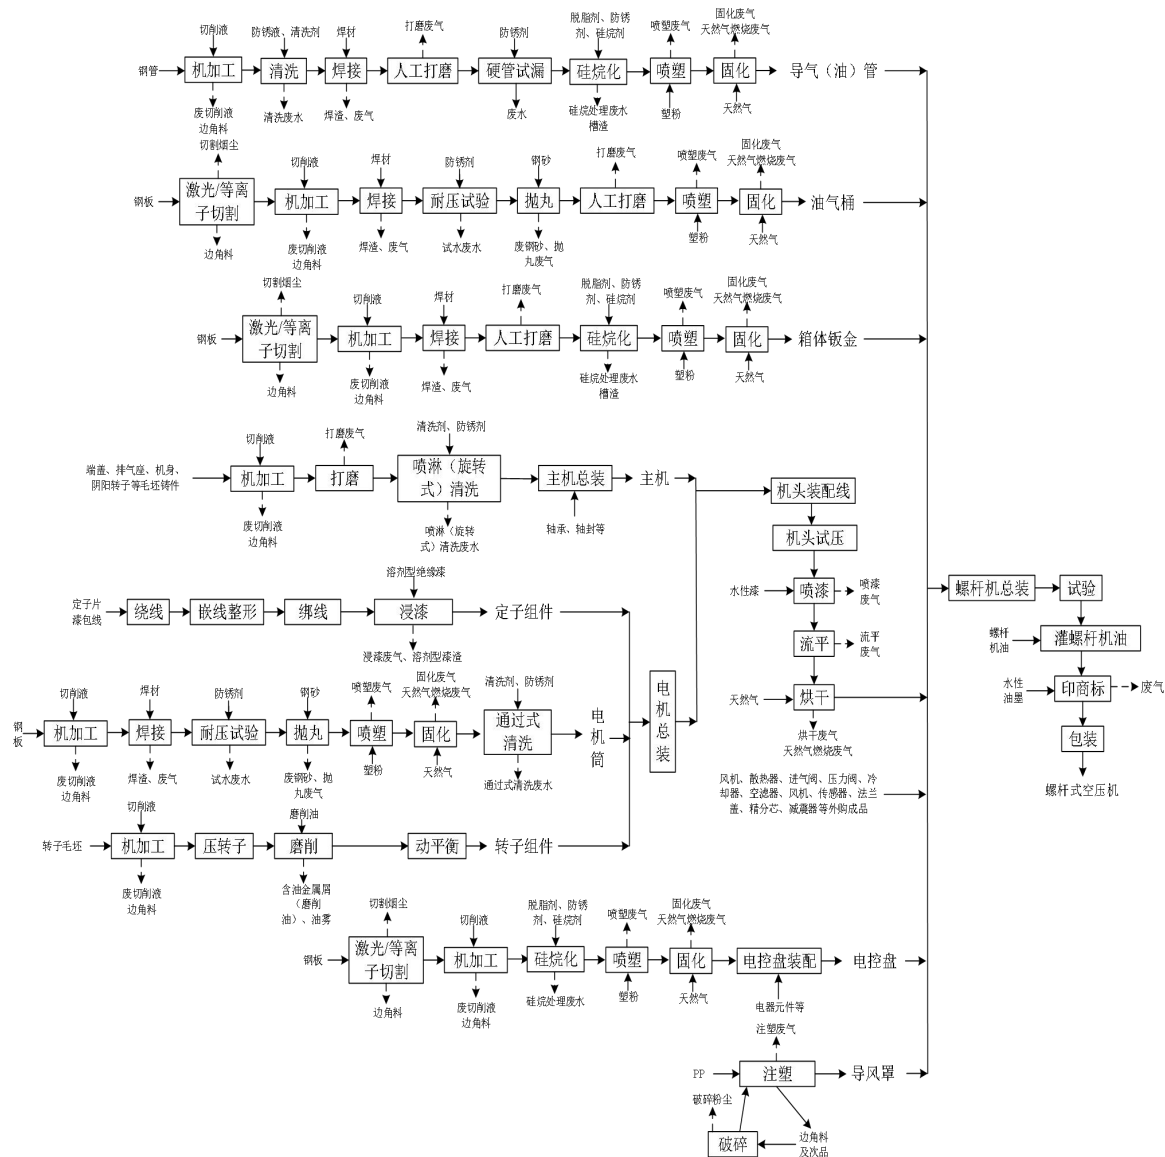 切削液
防锈液、清洗剂
焊材
打磨废气
防锈剂
脱脂剂、防锈
剂、硅烷剂
喷塑废气
固化废气
天然气燃烧废气
钢管
机加工
清洗
焊接
人工打磨
硬管试漏
硅烷化
喷塑
固化
导气（油）管
废切削液
边角料
清洗废水
焊渣、废气
废水
硅烷处理废水
槽渣
塑粉
天然气
切割烟尘
切削液
焊材
防锈剂
钢砂
打磨废气
喷塑废气
固化废气
天然气燃烧废气
钢板
激光/等离
子切割
机加工
焊接
耐压试验
抛丸
人工打磨
喷塑
固化
油气桶
边角料
废切削液
边角料
焊渣、废气
试水废水
废钢砂、抛
丸废气
塑粉
天然气
切割烟尘
切削液
焊材
打磨废气
脱脂剂、防锈
剂、硅烷剂
喷塑废气
固化废气
天然气燃烧废气
钢板
激光/等离
子切割
机加工
焊接
人工打磨
硅烷化
喷塑
固化
箱体钣金
边角料
废切削液
边角料
焊渣、废气
硅烷处理废水
槽渣
塑粉
天然气
切削液
打磨废气
清洗剂、防锈剂
端盖、排气座、机身、
阴阳转子等毛坯铸件
机加工
打磨
喷淋（旋转
式）清洗
主机总装
主机
废切削液
边角料
喷淋（旋转
式）清洗废水
轴承、轴封等
机头装配线
机头试压
水性漆
喷漆
喷漆
废气
流平
流平
废气
天然气
烘干
烘干废气
天然气燃烧废气
溶剂型绝缘漆
定子片
漆包线
绕线
嵌线整形
绑线
浸漆
定子组件
浸漆废气、溶剂型漆渣
切削液
焊材
防锈剂
钢砂
喷塑废气
固化废气
天然气燃烧废气
清洗剂、防锈剂
钢
板
机加工
焊接
耐压试验
抛丸
喷塑
固化
通过式
清洗
电
机
筒
电
机
总
装
废切削液
边角料
焊渣、废气
试水废水
废钢砂、抛
丸废气
塑粉
天然气
通过式清洗废水
切削液
磨削油
转子毛坯
机加工
压转子
磨削
动平衡
转子组件
废切削液
边角料
含油金属屑
（磨削
油）、油雾
风机、散热器、进气阀、压力阀、冷
却器、空滤器、风机、传感器、法兰
盖、精分芯、减震器等外购成品
螺杆机总装
试验
螺杆
机油
灌螺杆机油
水性
油墨
印商标
废气
包装
螺杆式空压机
切割烟尘
切削液
脱脂剂、防锈
剂、硅烷剂
喷塑废气
固化废气
天然气燃烧废气
钢板
激光/等离
子切割
机加工
硅烷化
喷塑
固化
电控盘装配
电控盘
边角料
废切削液
边角料
硅烷处理废水
塑粉
天然气
电器元件等
注塑废气
PP
注塑
导风罩
破碎粉尘
破碎
边角料
及次品